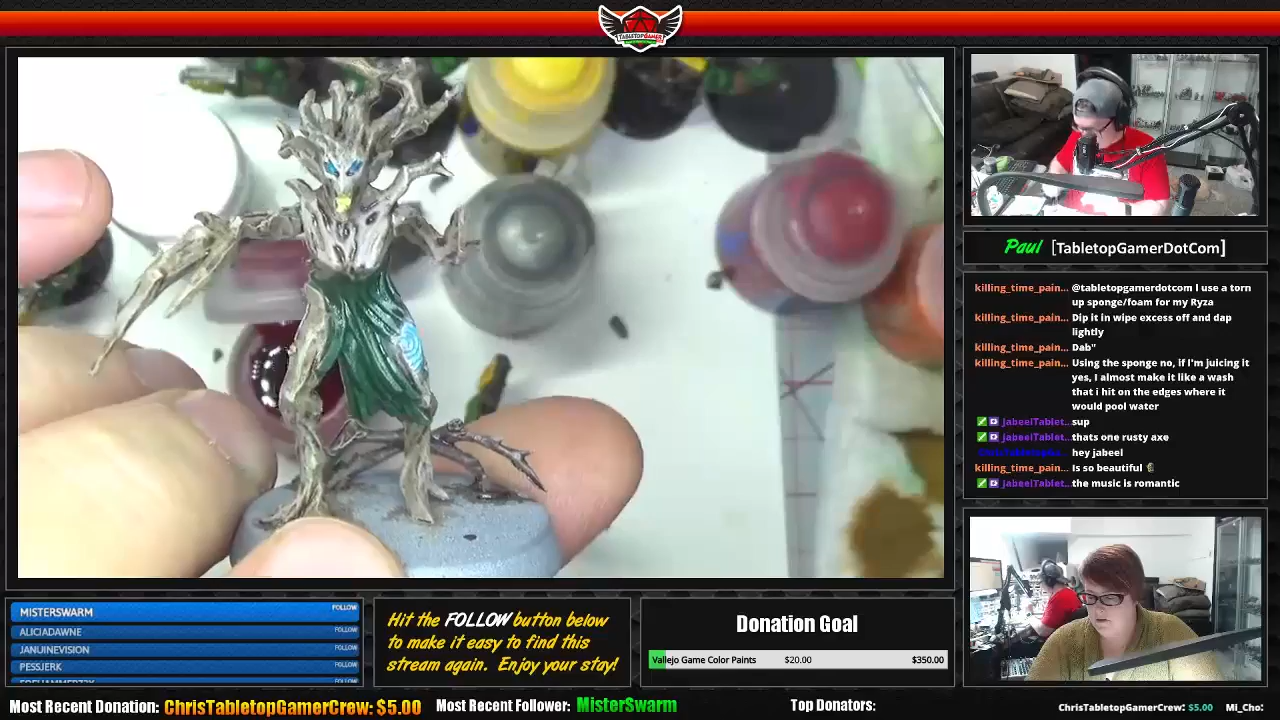 TABLETOPGAMER
Paul [TabletopGamerDotCom]
killing_time_pain... @tabletopgamerdotcom I use a torn
up sponge/foam for my Ryza
killing_time_pain... Dip it in wipe excess off and dap
lightly
killing_time_pain... Dab"
killing_time_pain... Using the sponge no, if I'm juicing it
yes, I almost make it like a wash
that i hit on the edges where it
would pool water
JabeelTablet... sup
JabeelTablet... thats one rusty axe
hey jabeel
killing_time_pain... Is so beautiful
JabeelTablet... the music is romantic
MISTERSWARM FOLLOW
ALICIADAWNE FOLLOW
JANUINEVISION FOLLOW
PESSJERK FOLLOW
Hit the FOLLOW button below
to make it easy to find this
stream again. Enjoy your stay!
Donation Goal
Vallejo Game Color Paints $20.00 $350.00
Most Recent Donation: ChrisTabletopGamerCrew: $5.00 Most Recent Follower: MisterSwarm Top Donators: ChrisTabletopGamerCrew: $5.00 Mi_Cho: